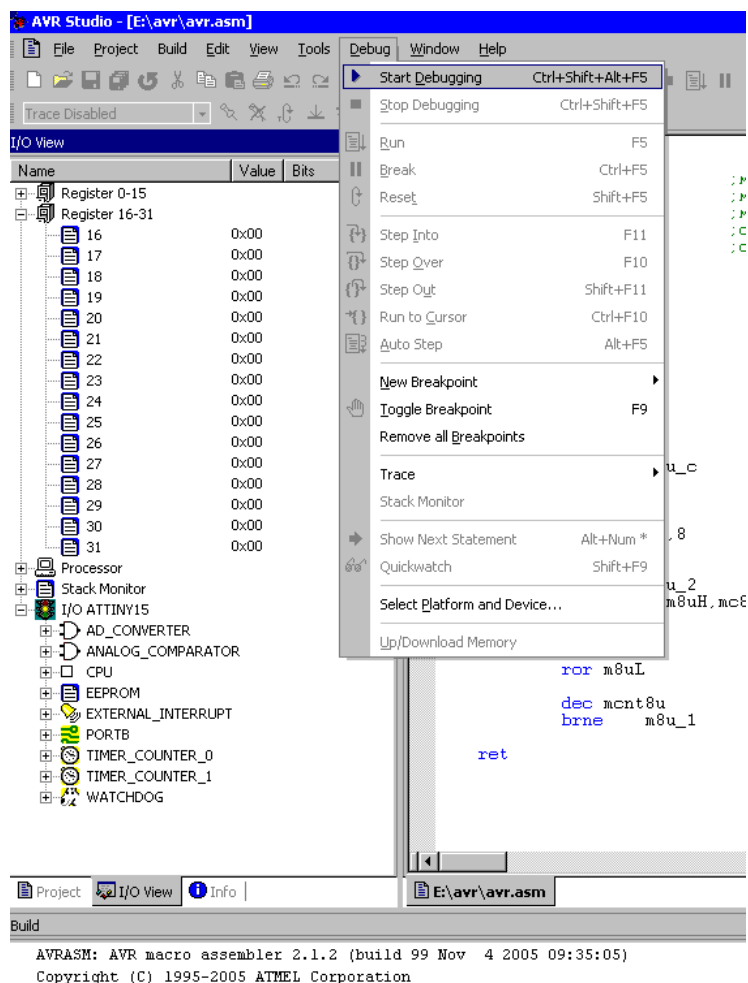 AVR Studio - [E:\avr\avr.asm]
File Project Build Edit View Tools Debug Window Help
Trace Disabled
Start Debugging Ctrl+Shift+Alt+F5
Stop Debugging Ctrl+Shift+F5
Run F5
Break Ctrl+F5
Reset Shift+F5
Step Into F11
Step Over F10
Step Out Shift+F11
Run to Cursor Ctrl+F10
Auto Step Alt+F5
New Breakpoint
Toggle Breakpoint F9
Remove all Breakpoints
Trace
Stack Monitor
Show Next Statement Alt+Num *
Quickwatch Shift+F9
Select Platform and Device...
Up/Download Memory
I/O View
Name Value Bits
Register 0-15
Register 16-31
16 0x00
17 0x00
18 0x00
19 0x00
20 0x00
21 0x00
22 0x00
23 0x00
24 0x00
25 0x00
26 0x00
27 0x00
28 0x00
29 0x00
30 0x00
31 0x00
Processor
Stack Monitor
I/O ATTINY15
AD_CONVERTER
ANALOG_COMPARATOR
CPU
EEPROM
EXTERNAL_INTERRUPT
PORTB
TIMER_COUNTER_0
TIMER_COUNTER_1
WATCHDOG
u_c
,8
u_2
m8uH,mc8
ror m8uL
dec mcnt8u
brne m8u_1
ret
Project I/O View Info
E:\avr\avr.asm
Build
AVRASM: AVR macro assembler 2.1.2 (build 99 Nov 4 2005 09:35:05)
Copyright (C) 1995-2005 ATMEL Corporation